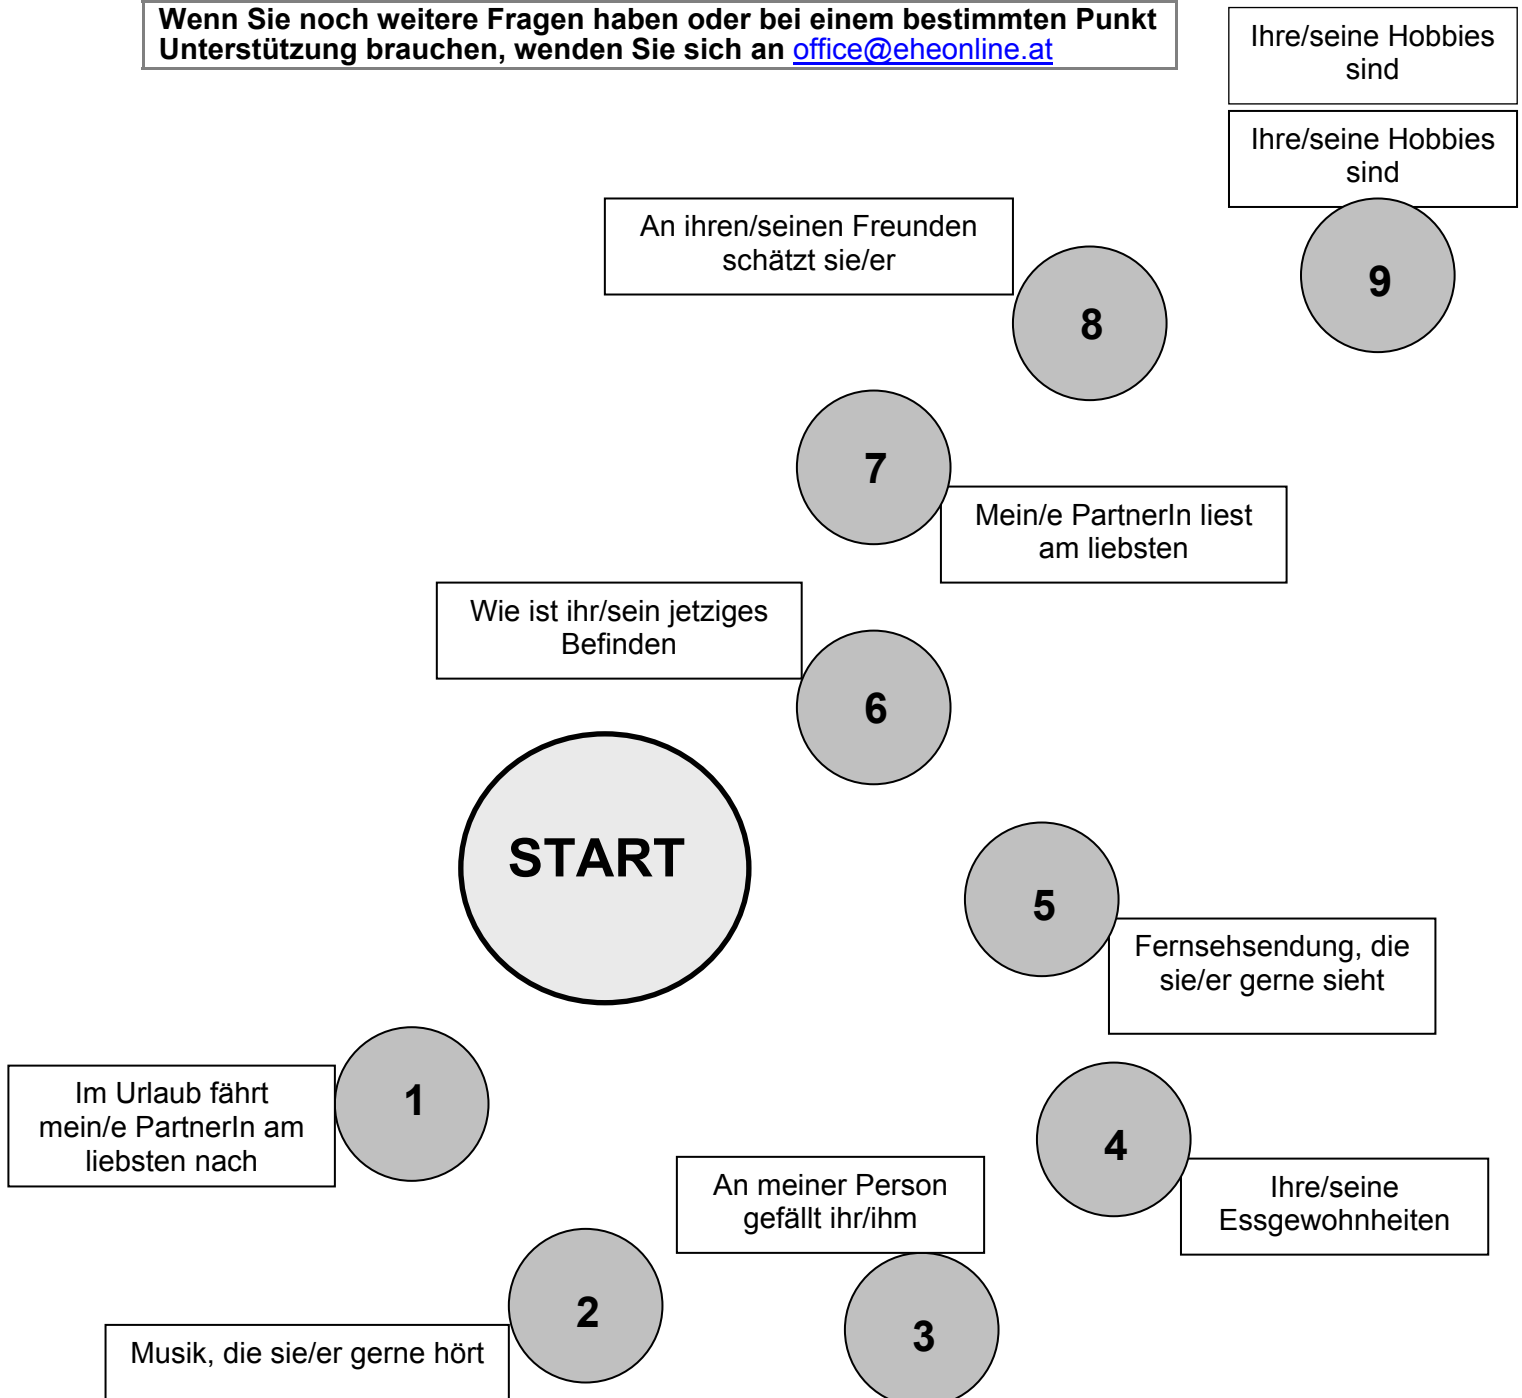 Wenn Sie noch weitere Fragen haben oder bei einem bestimmten Punkt
Unterstützung brauchen, wenden Sie sich an office@eheonline.at
Ihre/seine Hobbies
sind
Ihre/seine Hobbies
sind
9
An ihren/seinen Freunden
schätzt sie/er
8
7
Mein/e PartnerIn liest
am liebsten
Wie ist ihr/sein jetziges
Befinden
6
START
5
Fernsehsendung, die
sie/er gerne sieht
Im Urlaub fährt
mein/e PartnerIn am
liebsten nach
1
4
Ihre/seine
Essgewohnheiten
An meiner Person
gefällt ihr/ihm
3
2
Musik, die sie/er gerne hört